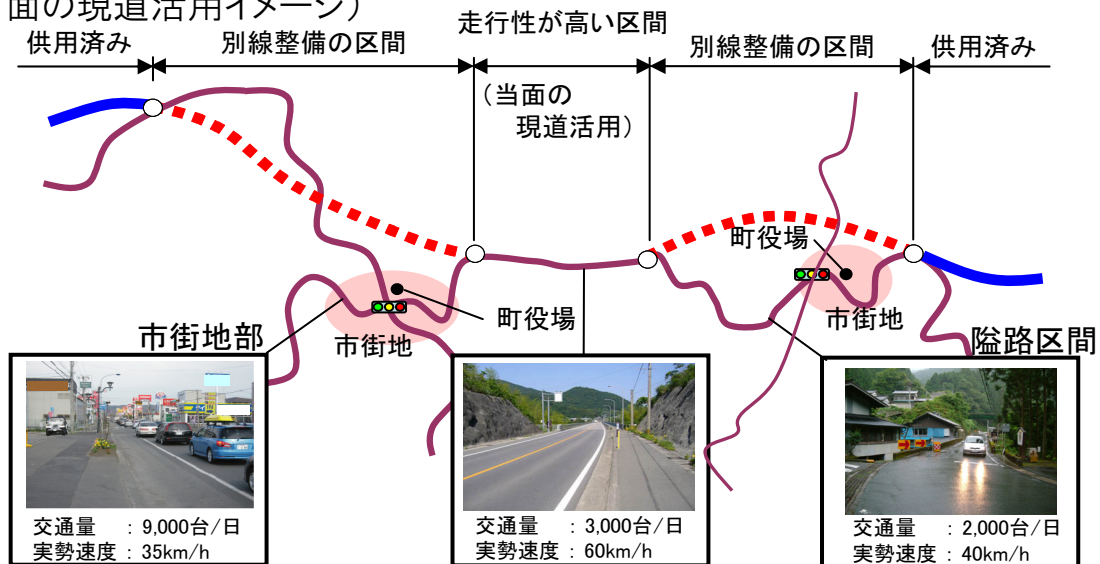 面の現道活用イメージ）
供用済み
別線整備の区間
走行性が高い区間
別線整備の区間
供用済み
（当面の
現道活用）
町役場
町役場
市街地部
市街地
市街地
隘路区間
交通量　：9,000台/日
実勢速度：35km/h
交通量　：3,000台/日
実勢速度：60km/h
交通量　：2,000台/日
実勢速度：40km/h